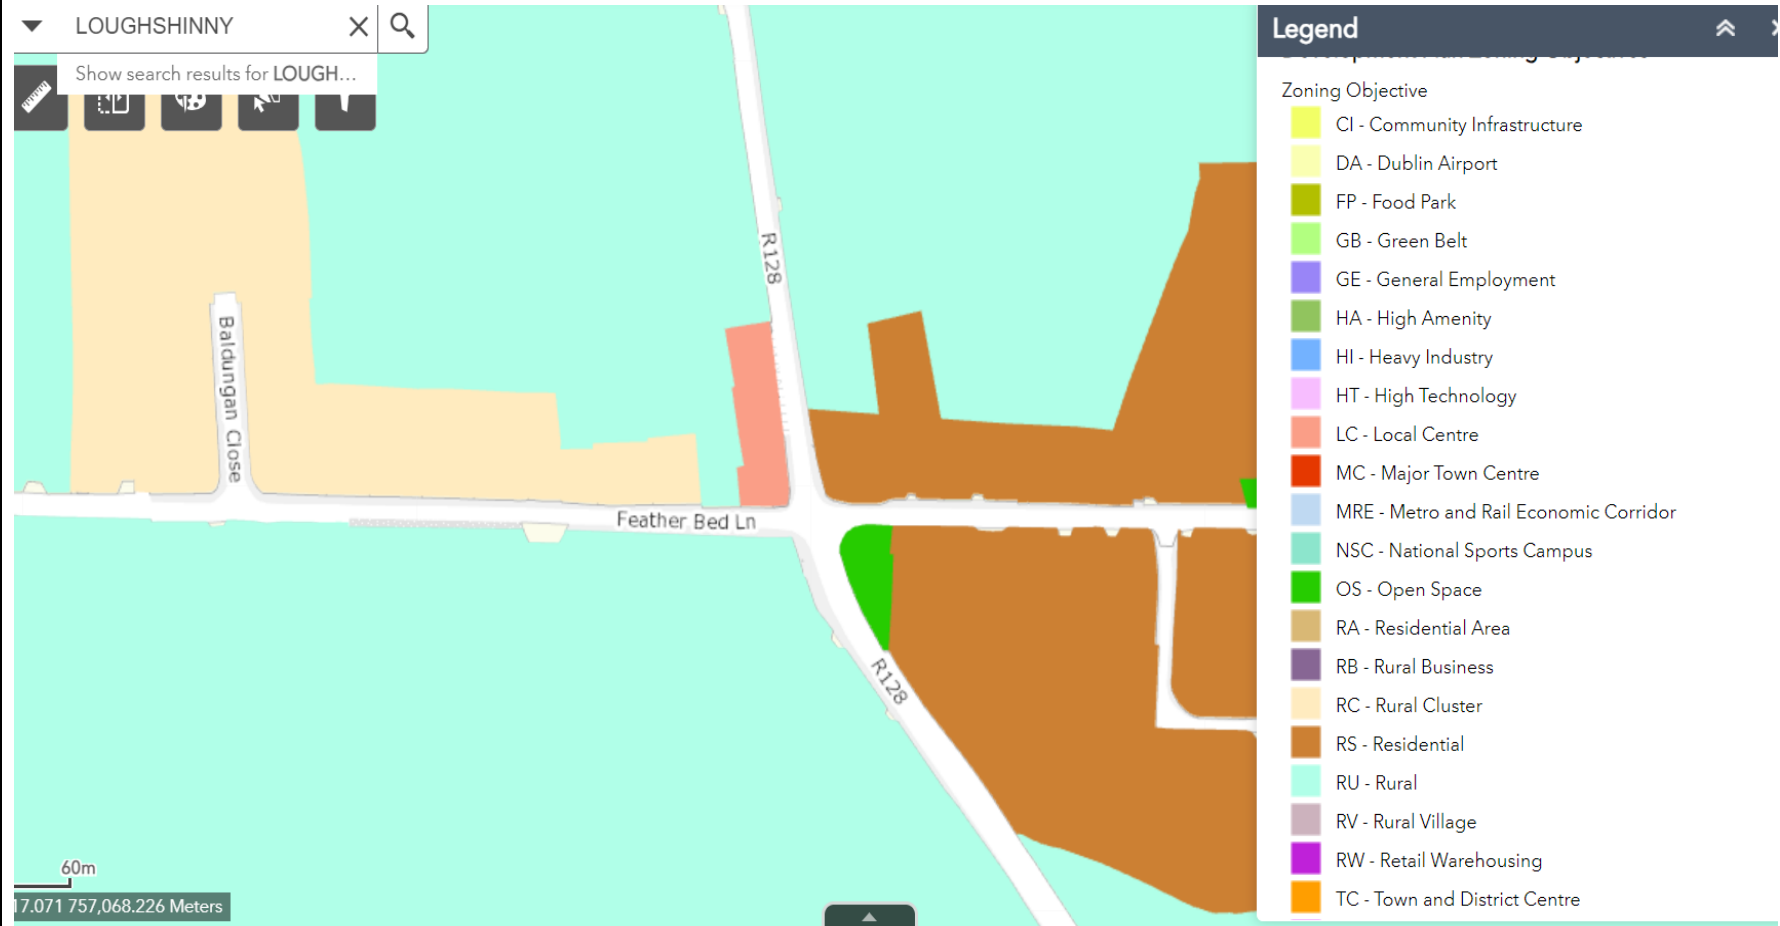 LOUGHSHINNY
Show search results for LOUGH...
Legend
Development Plan Zoning Objectives
Zoning Objective
CI - Community Infrastructure
DA - Dublin Airport
FP - Food Park
GB - Green Belt
GE - General Employment
HA - High Amenity
HI - Heavy Industry
HT - High Technology
LC - Local Centre
MC - Major Town Centre
MRE - Metro and Rail Economic Corridor
NSC - National Sports Campus
OS - Open Space
RA - Residential Area
RB - Rural Business
RC - Rural Cluster
RS - Residential
RU - Rural
RV - Rural Village
RW - Retail Warehousing
TC - Town and District Centre
R128
Baldungan Close
Feather Bed Ln
R128
60m
17.071 757,068.226 Meters